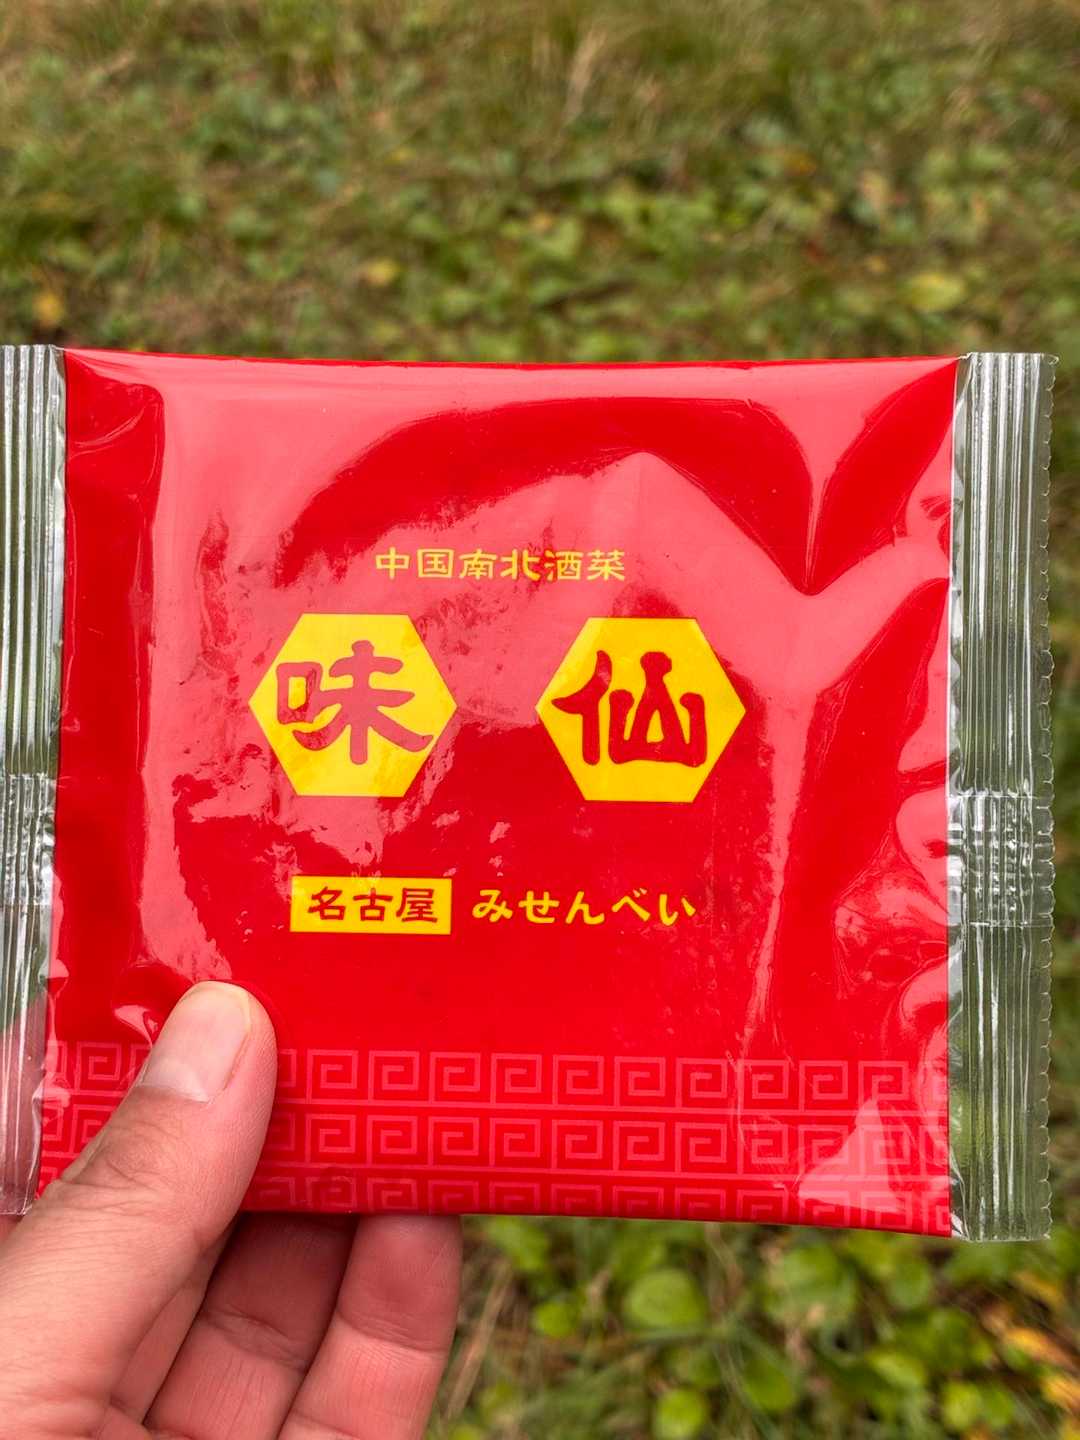 中国南北酒菜
味 仙
名古屋 みせんべい